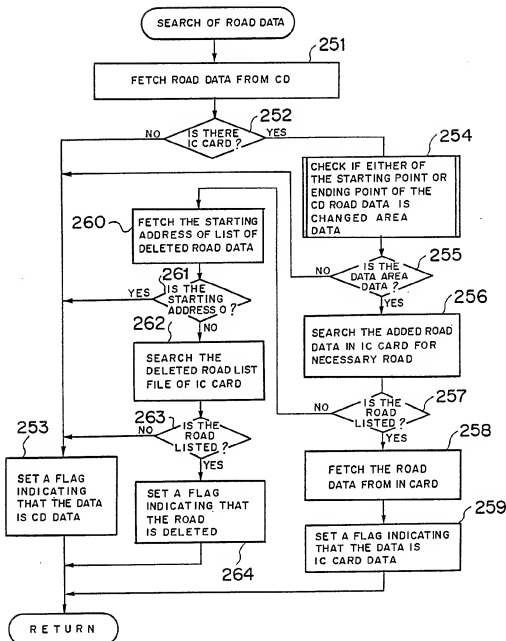 SEARCH OF ROAD DATA
251
FETCH ROAD DATA FROM CD
252
IS THERE
IC CARD?
NO
YES
254
CHECK IF EITHER OF
THE STARTING POINT OR
ENDING POINT OF THE
CD ROAD DATA IS
CHANGED AREA
DATA
255
IS THE
DATA AREA
DATA?
NO
YES
256
SEARCH THE ADDED ROAD
DATA IN IC CARD FOR
NECESSARY ROAD
257
IS THE
ROAD
LISTED?
NO
YES
258
FETCH THE ROAD
DATA FROM IN CARD
259
SET A FLAG INDICATING
THAT THE DATA IS
IC CARD DATA
260
FETCH THE STARTING
ADDRESS OF LIST OF
DELETED ROAD DATA
261
IS THE
STARTING
ADDRESS O?
YES
NO
262
SEARCH THE
DELETED ROAD LIST
FILE OF IC CARD
263
IS THE
ROAD
LISTED?
NO
YES
253
SET A FLAG
INDICATING
THAT THE DATA
IS CD DATA
SET A FLAG
INDICATING THAT
THE ROAD
IS DELETED
264
RETURN